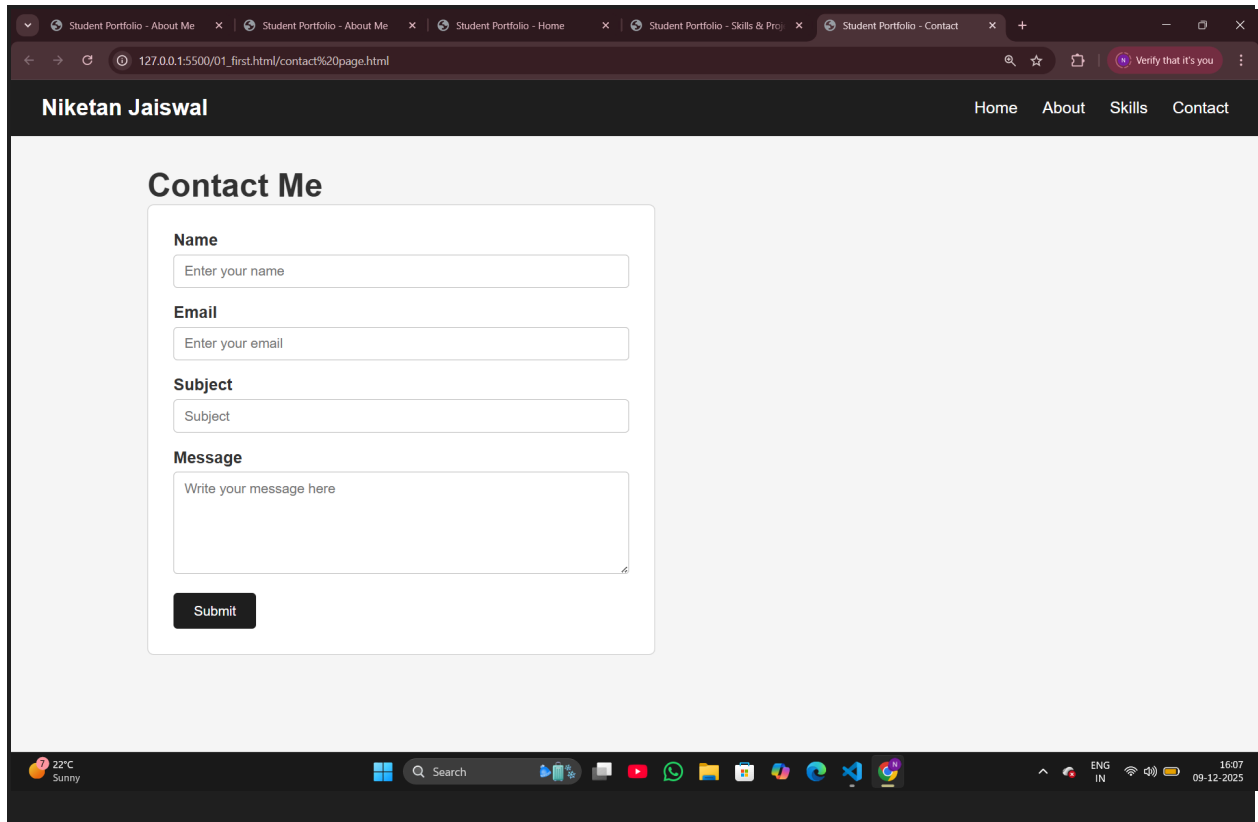 Student Portfolio - About Me
Student Portfolio - About Me
Student Portfolio - Home
Student Portfolio - Skills & Proj
Student Portfolio - Contact
127.0.0.1:5500/01_first.html/contact%20page.html
N
Verify that it's you
Niketan Jaiswal
Home About Skills Contact
Contact Me
Name
Enter your name
Email
Enter your email
Subject
Subject
Message
Write your message here
Submit
7
22°C
Sunny
Search
N
ENG
IN
16:07
09-12-2025